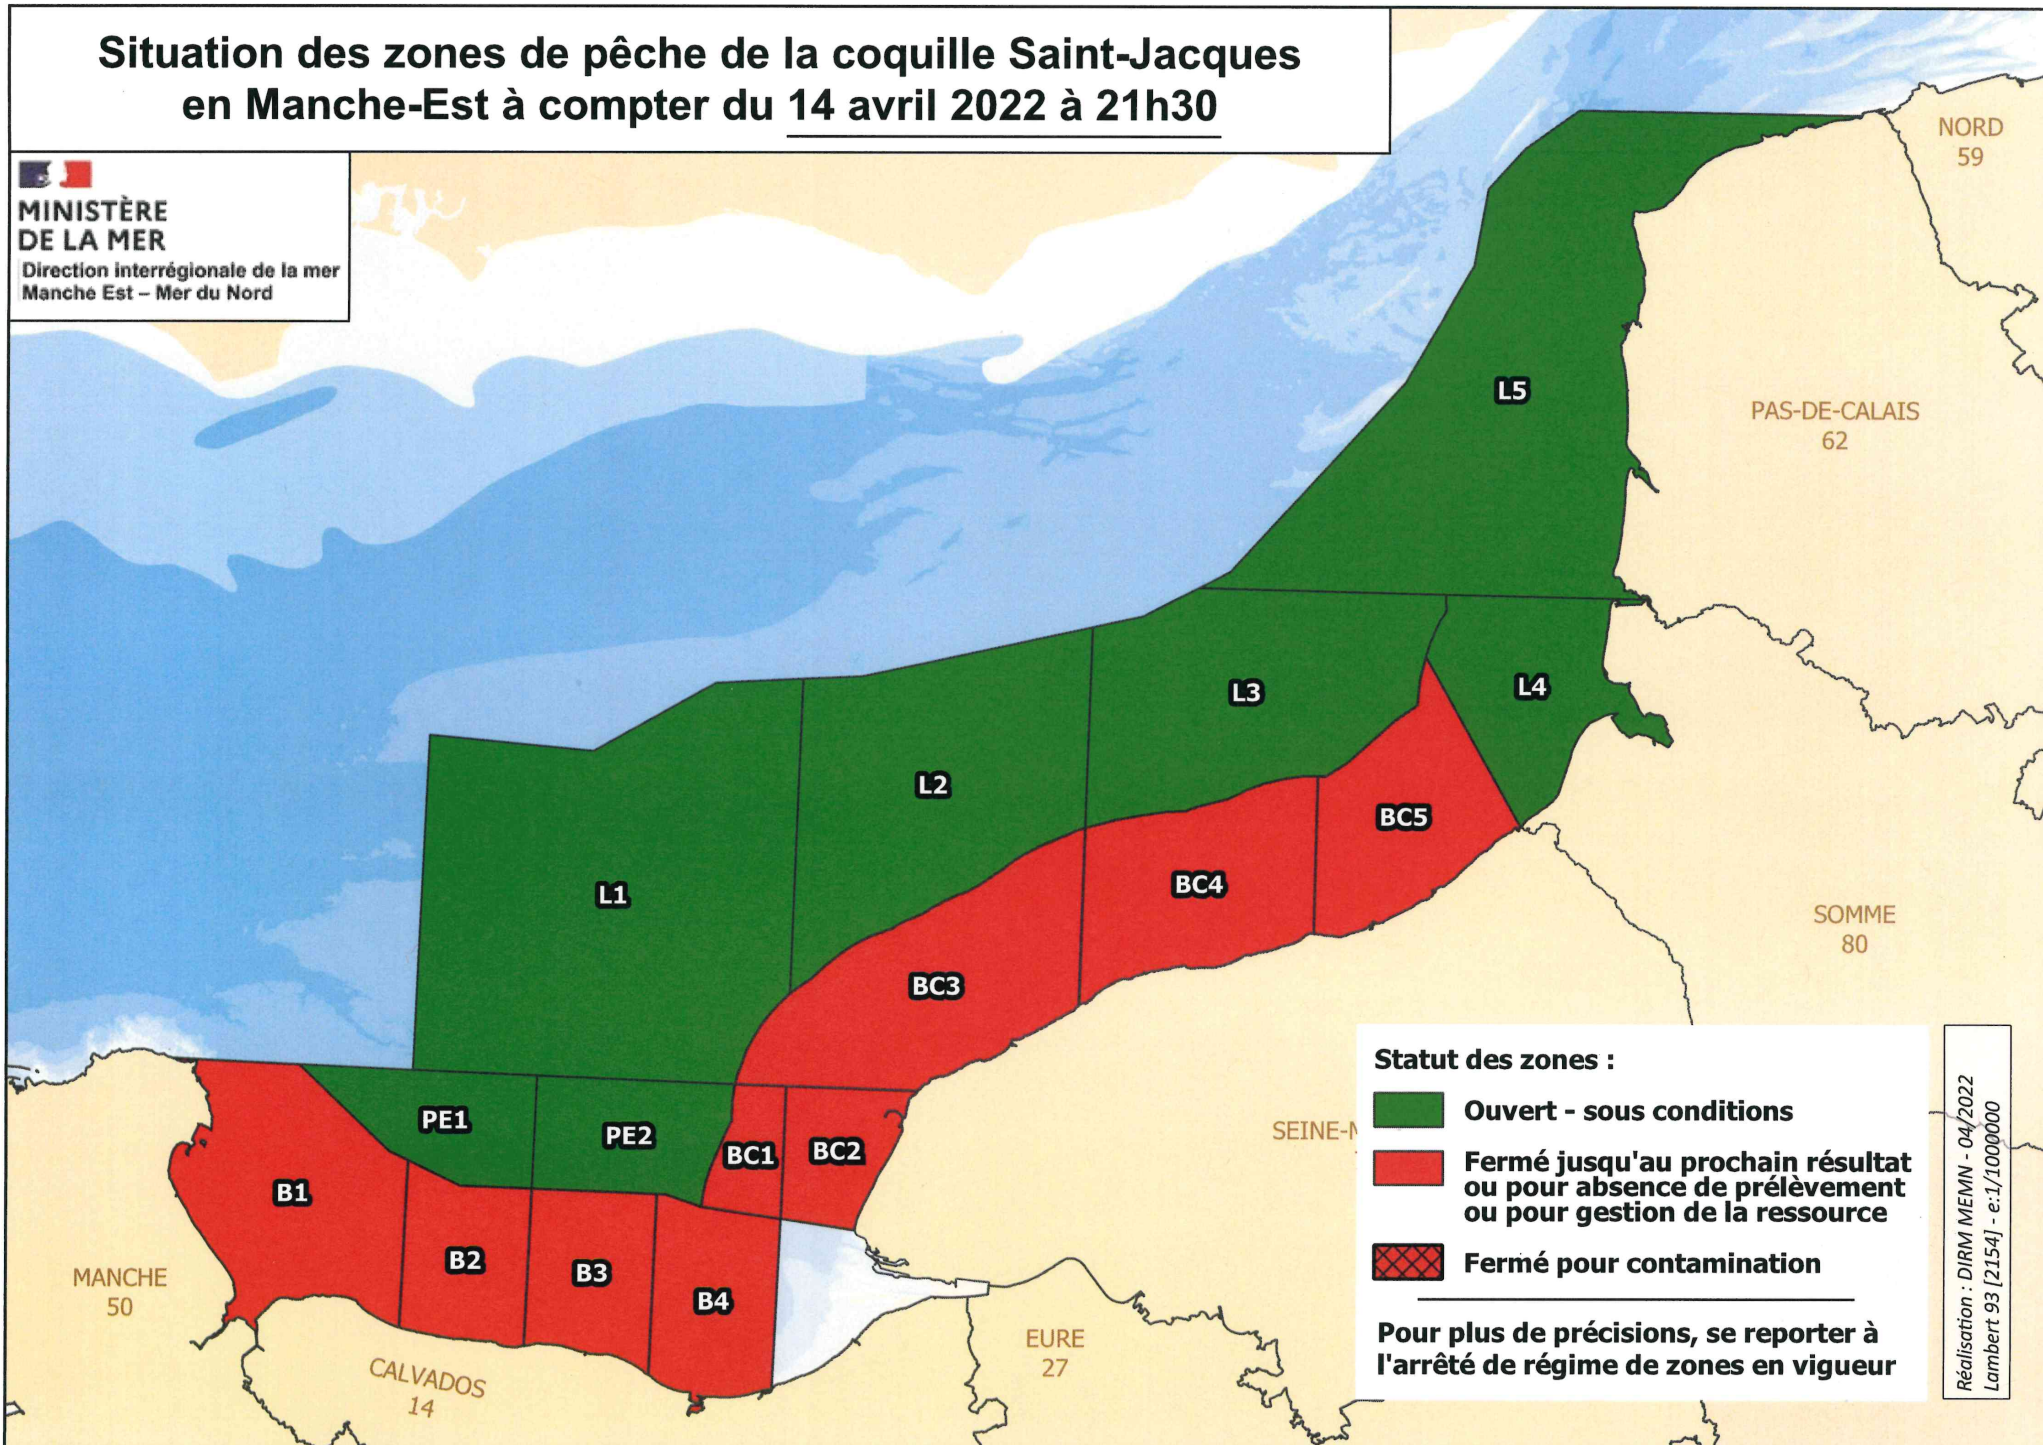 Situation des zones de pêche de la coquille Saint-Jacques
en Manche-Est à compter du 14 avril 2022 à 21h30
MINISTÈRE
DE LA MER
Direction interrégionale de la mer
Manche Est – Mer du Nord
NORD
59
PAS-DE-CALAIS
62
L5
L3
L4
L2
BC5
L1
BC4
SOMME
80
BC3
PE1
PE2
BC1
BC2
B1
B2
B3
B4
MANCHE
50
CALVADOS
14
EURE
27
SEINE-M
Statut des zones :
Ouvert - sous conditions
Fermé jusqu'au prochain résultat
ou pour absence de prélèvement
ou pour gestion de la ressource
Fermé pour contamination
Pour plus de précisions, se reporter à
l'arrêté de régime de zones en vigueur
Réalisation : DIRM MEMN - 04/2022
Lambert 93 [2154] - e:1/1000000